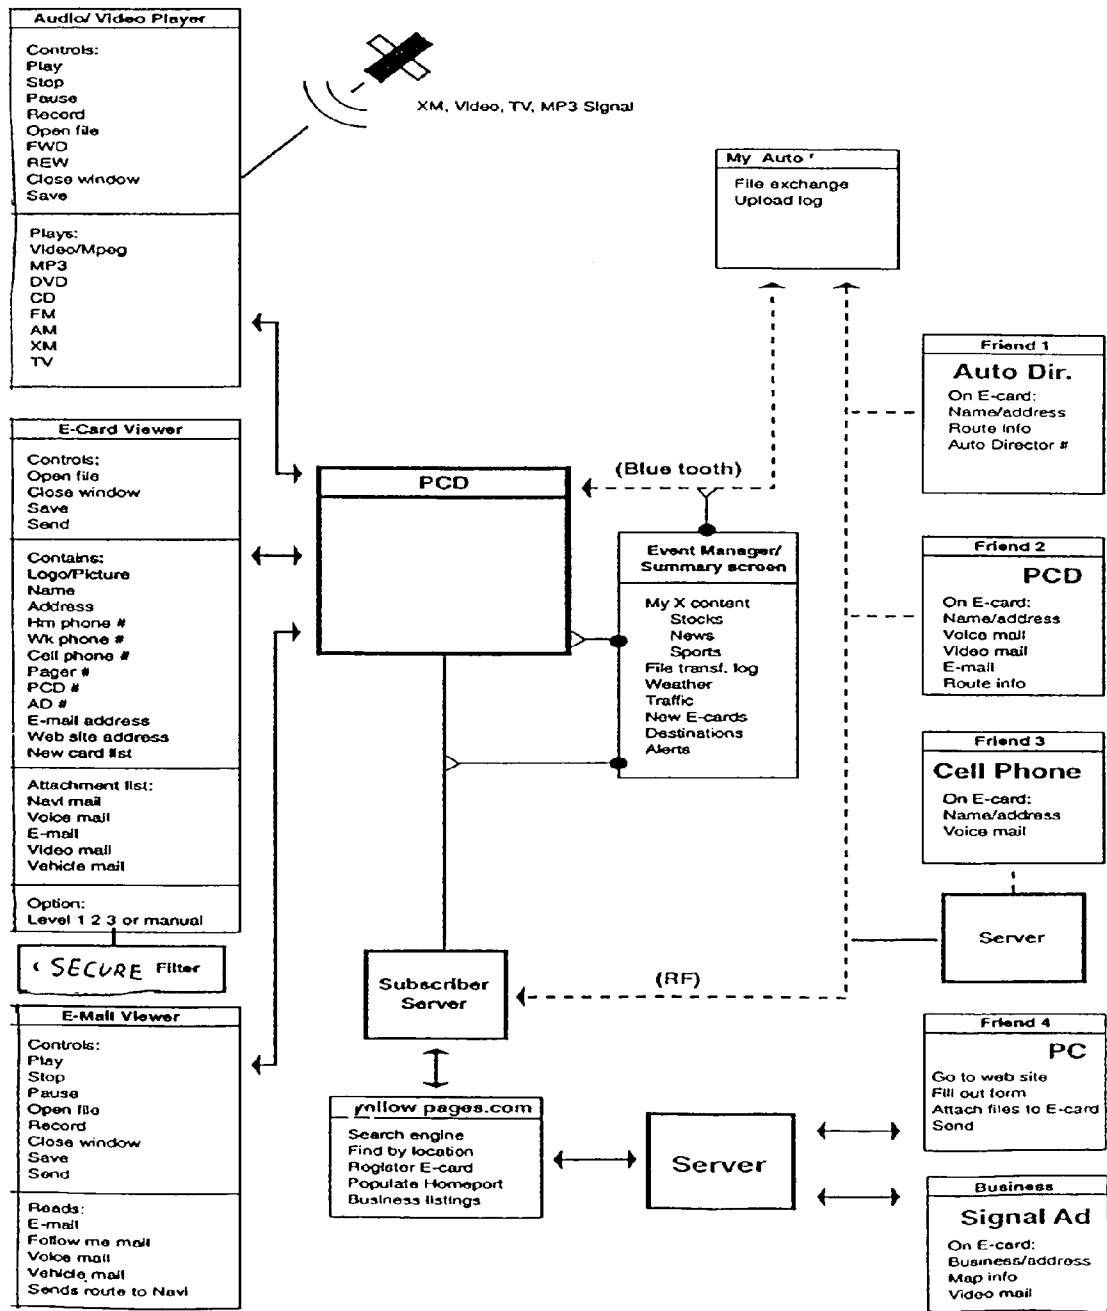 Audio/ Video Player
Controls:
Play
Stop
Pause
Record
Open file
FWD
REW
Close window
Save
Plays:
Video/Mpeg
MP3
DVD
CD
FM
AM
XM
TV
XM, Video, TV, MP3 Signal
My Auto
File exchange
Upload log
Friend 1
Auto Dir.
On E-card:
Name/address
Route info
Auto Director #
E-Card Viewer
Controls:
Open file
Close window
Save
Send
Contains:
Logo/Picture
Name
Address
Hm phone #
Wk phone #
Cell phone #
Pager #
PCD #
AD #
E-mail address
Web site address
New card list
Attachment list:
Navi mail
Voice mail
E-mail
Video mail
Vehicle mail
Option:
Level 1 2 3 or manual
SECURE Filter
PCD
(Blue tooth)
Event Manager/
Summary screen
My X content
Stocks
News
Sports
File transf. log
Weather
Traffic
New E-cards
Destinations
Alerts
Friend 2
PCD
On E-card:
Name/address
Voice mail
Video mail
E-mail
Route info
Friend 3
Cell Phone
On E-card:
Name/address
Voice mail
Server
Subscriber
Server
(RF)
E-Mail Viewer
Controls:
Play
Stop
Pause
Open file
Record
Close window
Save
Send
Reads:
E-mail
Follow me mail
Voice mail
Vehicle mail
Sends route to Navi
yellow pages.com
Search engine
Find by location
Register E-card
Populate Homeport
Business listings
Server
Friend 4
PC
Go to web site
Fill out form
Attach files to E-card
Send
Business
Signal Ad
On E-card:
Business/address
Map info
Video mail